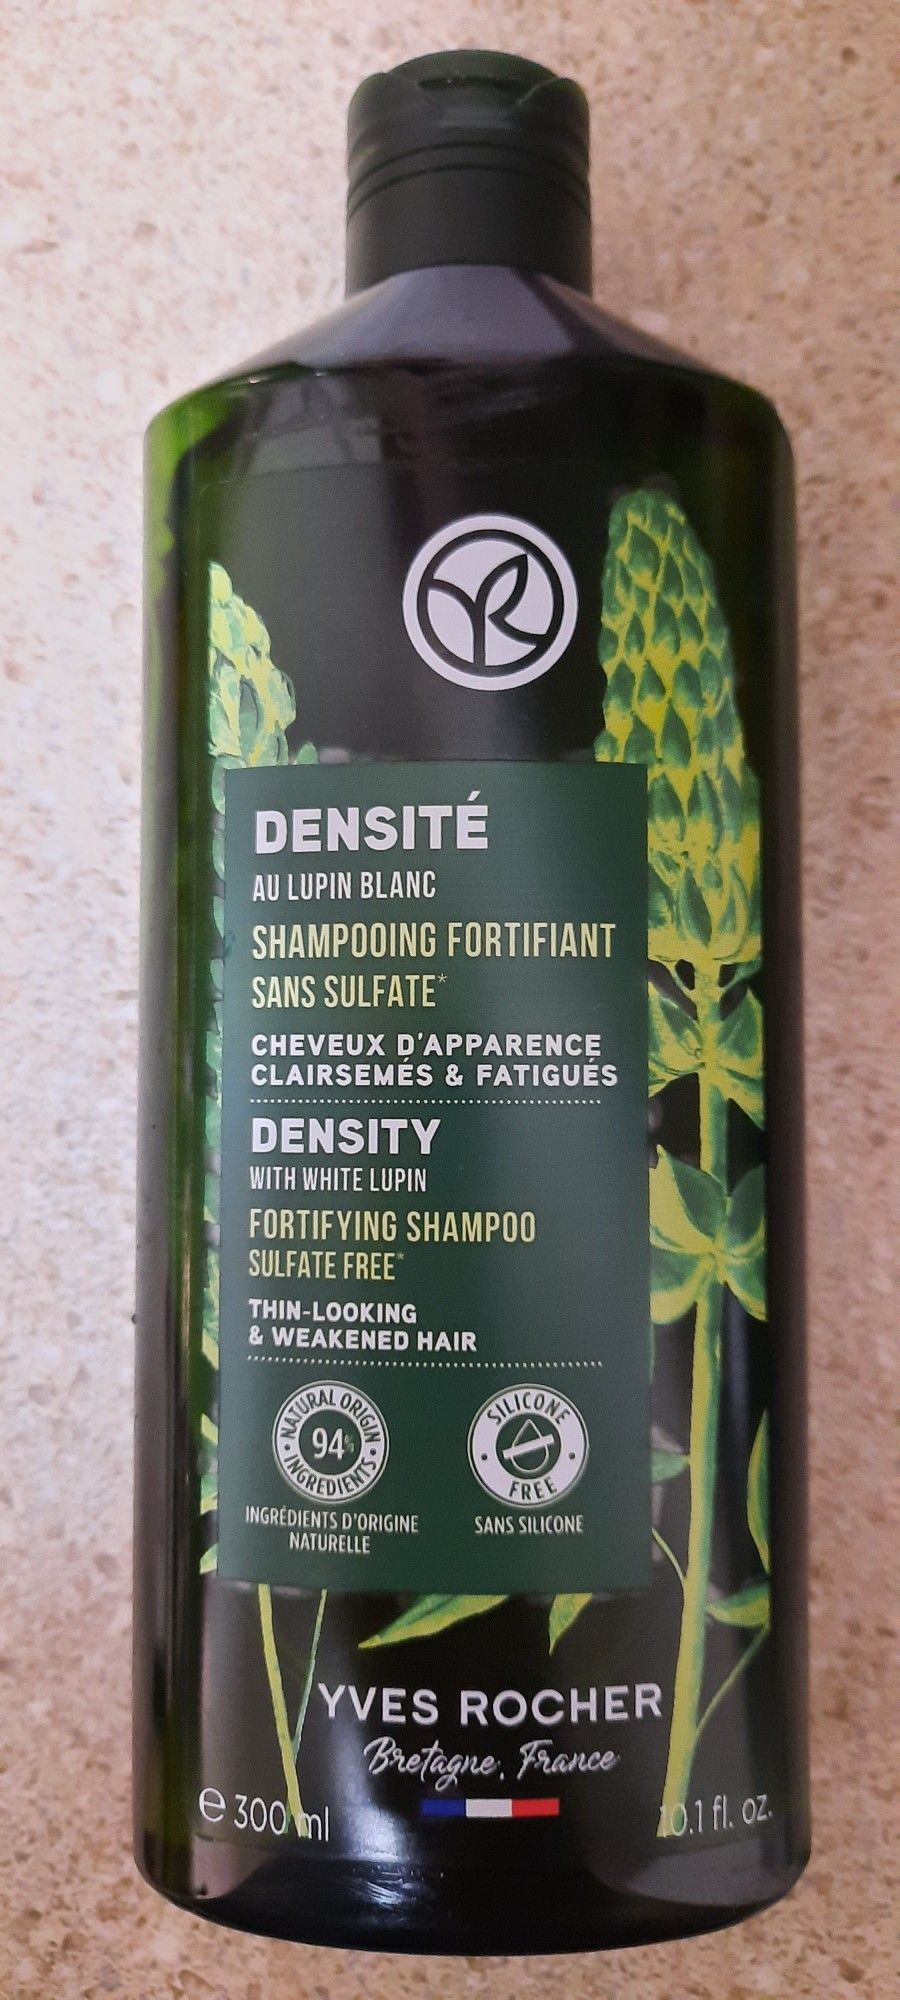 DENSITÉ
AU LUPIN BLANC
SHAMPOOING FORTIFIANT
SANS SULFATE*
CHEVEUX D'APPARENCE
CLAIRSEMÉS & FATIGUÉS
DENSITY
WITH WHITE LUPIN
FORTIFYING SHAMPOO
SULFATE FREE*
THIN-LOOKING
& WEAKENED HAIR
NATURAL ORIGIN
94%
INGREDIENTS
INGRÉDIENTS D'ORIGINE
NATURELLE
SILICONE
FREE
SANS SILICONE
YVES ROCHER
Bretagne, France
℮ 300 ml
10.1 fl. oz.